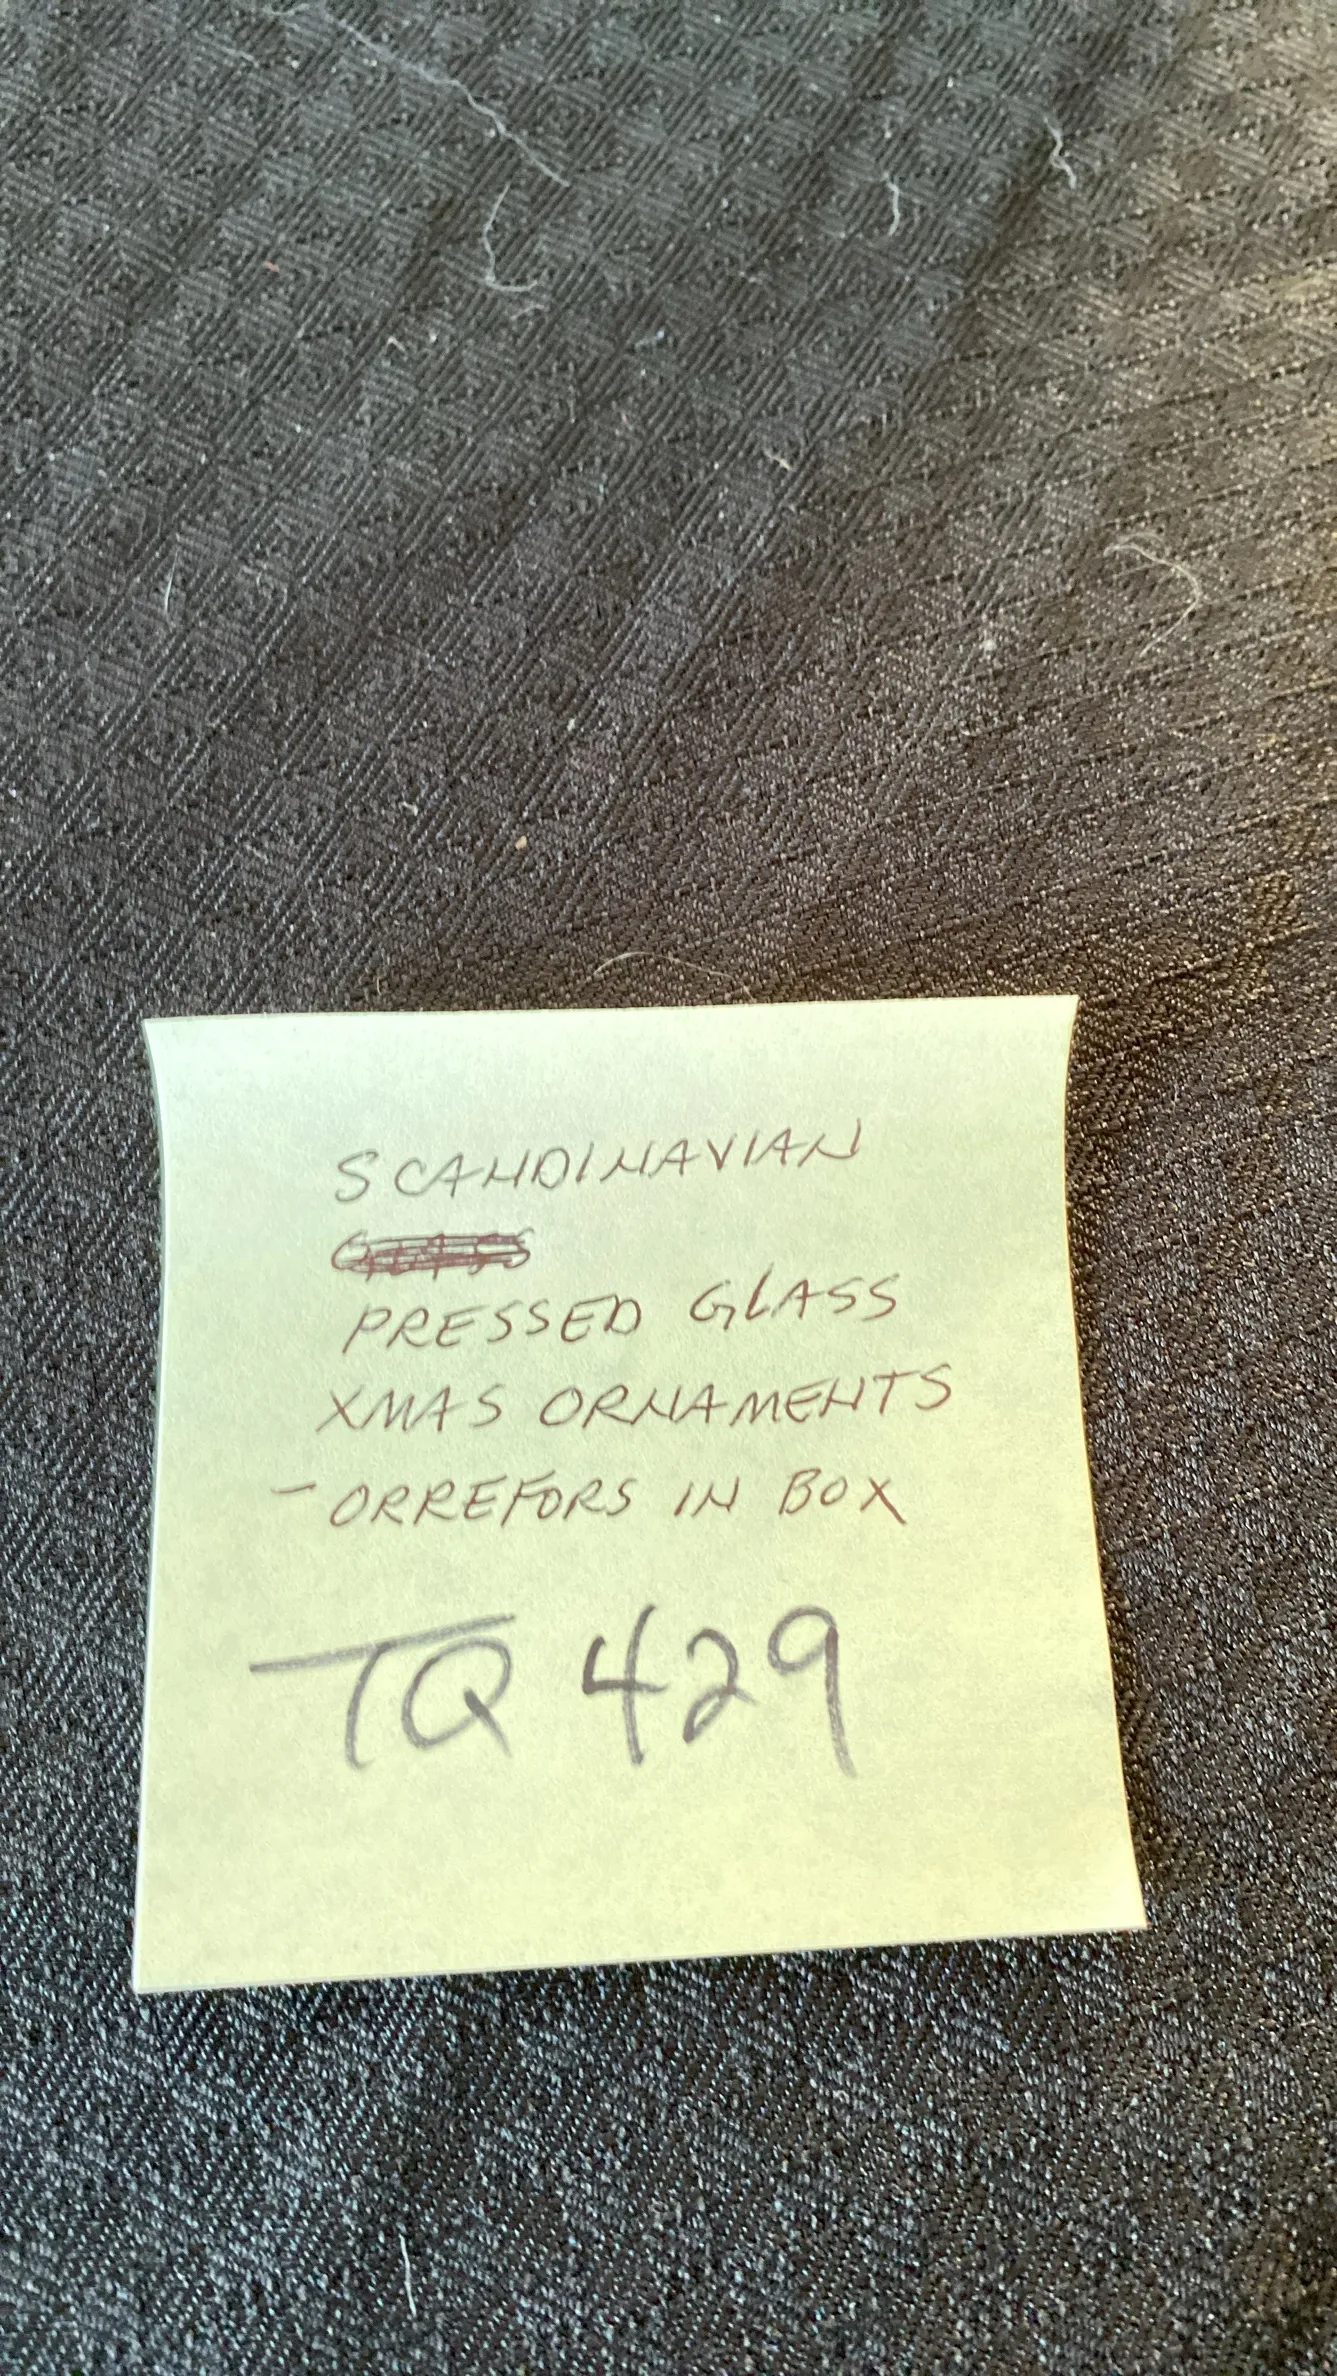 SCANDINAVIAN
PRESSED GLASS
XMAS ORNAMENTS
- ORREFORS IN BOX
TQ 429